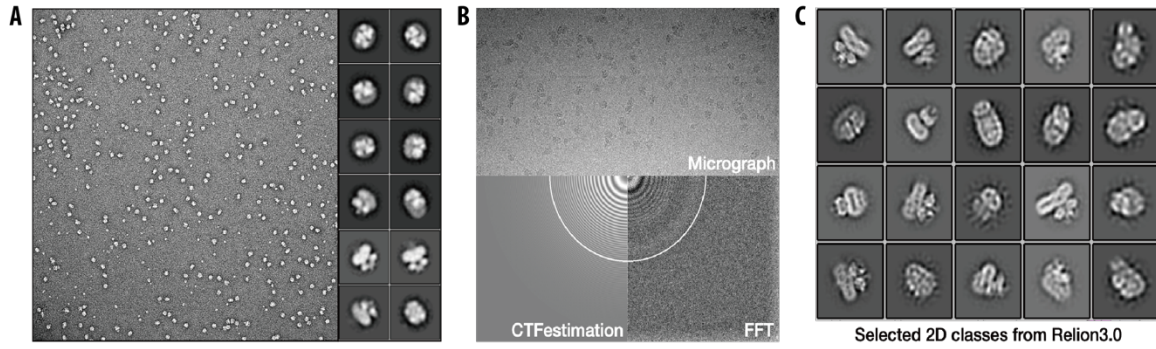 A
B
C
Micrograph
CTFestimation
FFT
Selected 2D classes from Relion3.0